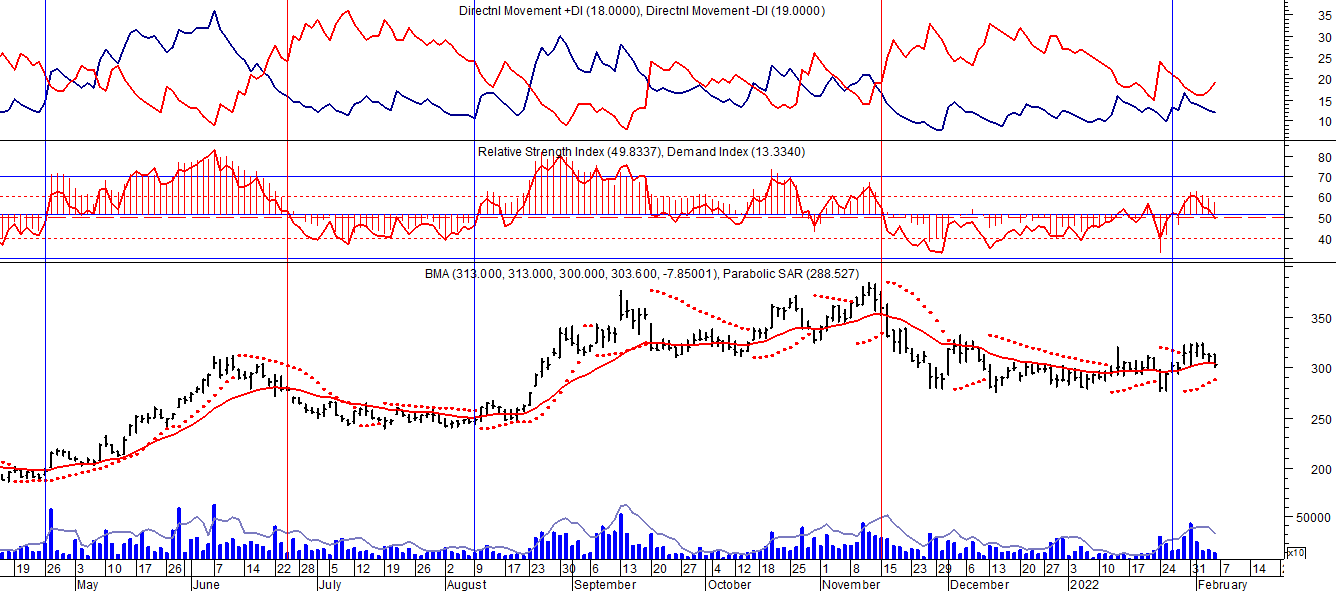 Directnl Movement +DI (18.0000), Directnl Movement -DI (19.0000)
35
30
25
20
15
10
Relative Strength Index (49.8337), Demand Index (13.3340)
80
70
60
50
40
BMA (313.000, 313.000, 300.000, 303.600, -7.85001), Parabolic SAR (288.527)
350
300
250
200
50000
x10
19 26 3 10 17 26 7 14 22 28 5 12 19 26 2 9 17 23 30 6 13 20 27 4 12 18 25 1 8 15 23 29 6 13 20 27 3 10 17 24 31 7 14
May June July August September October November December 2022 February